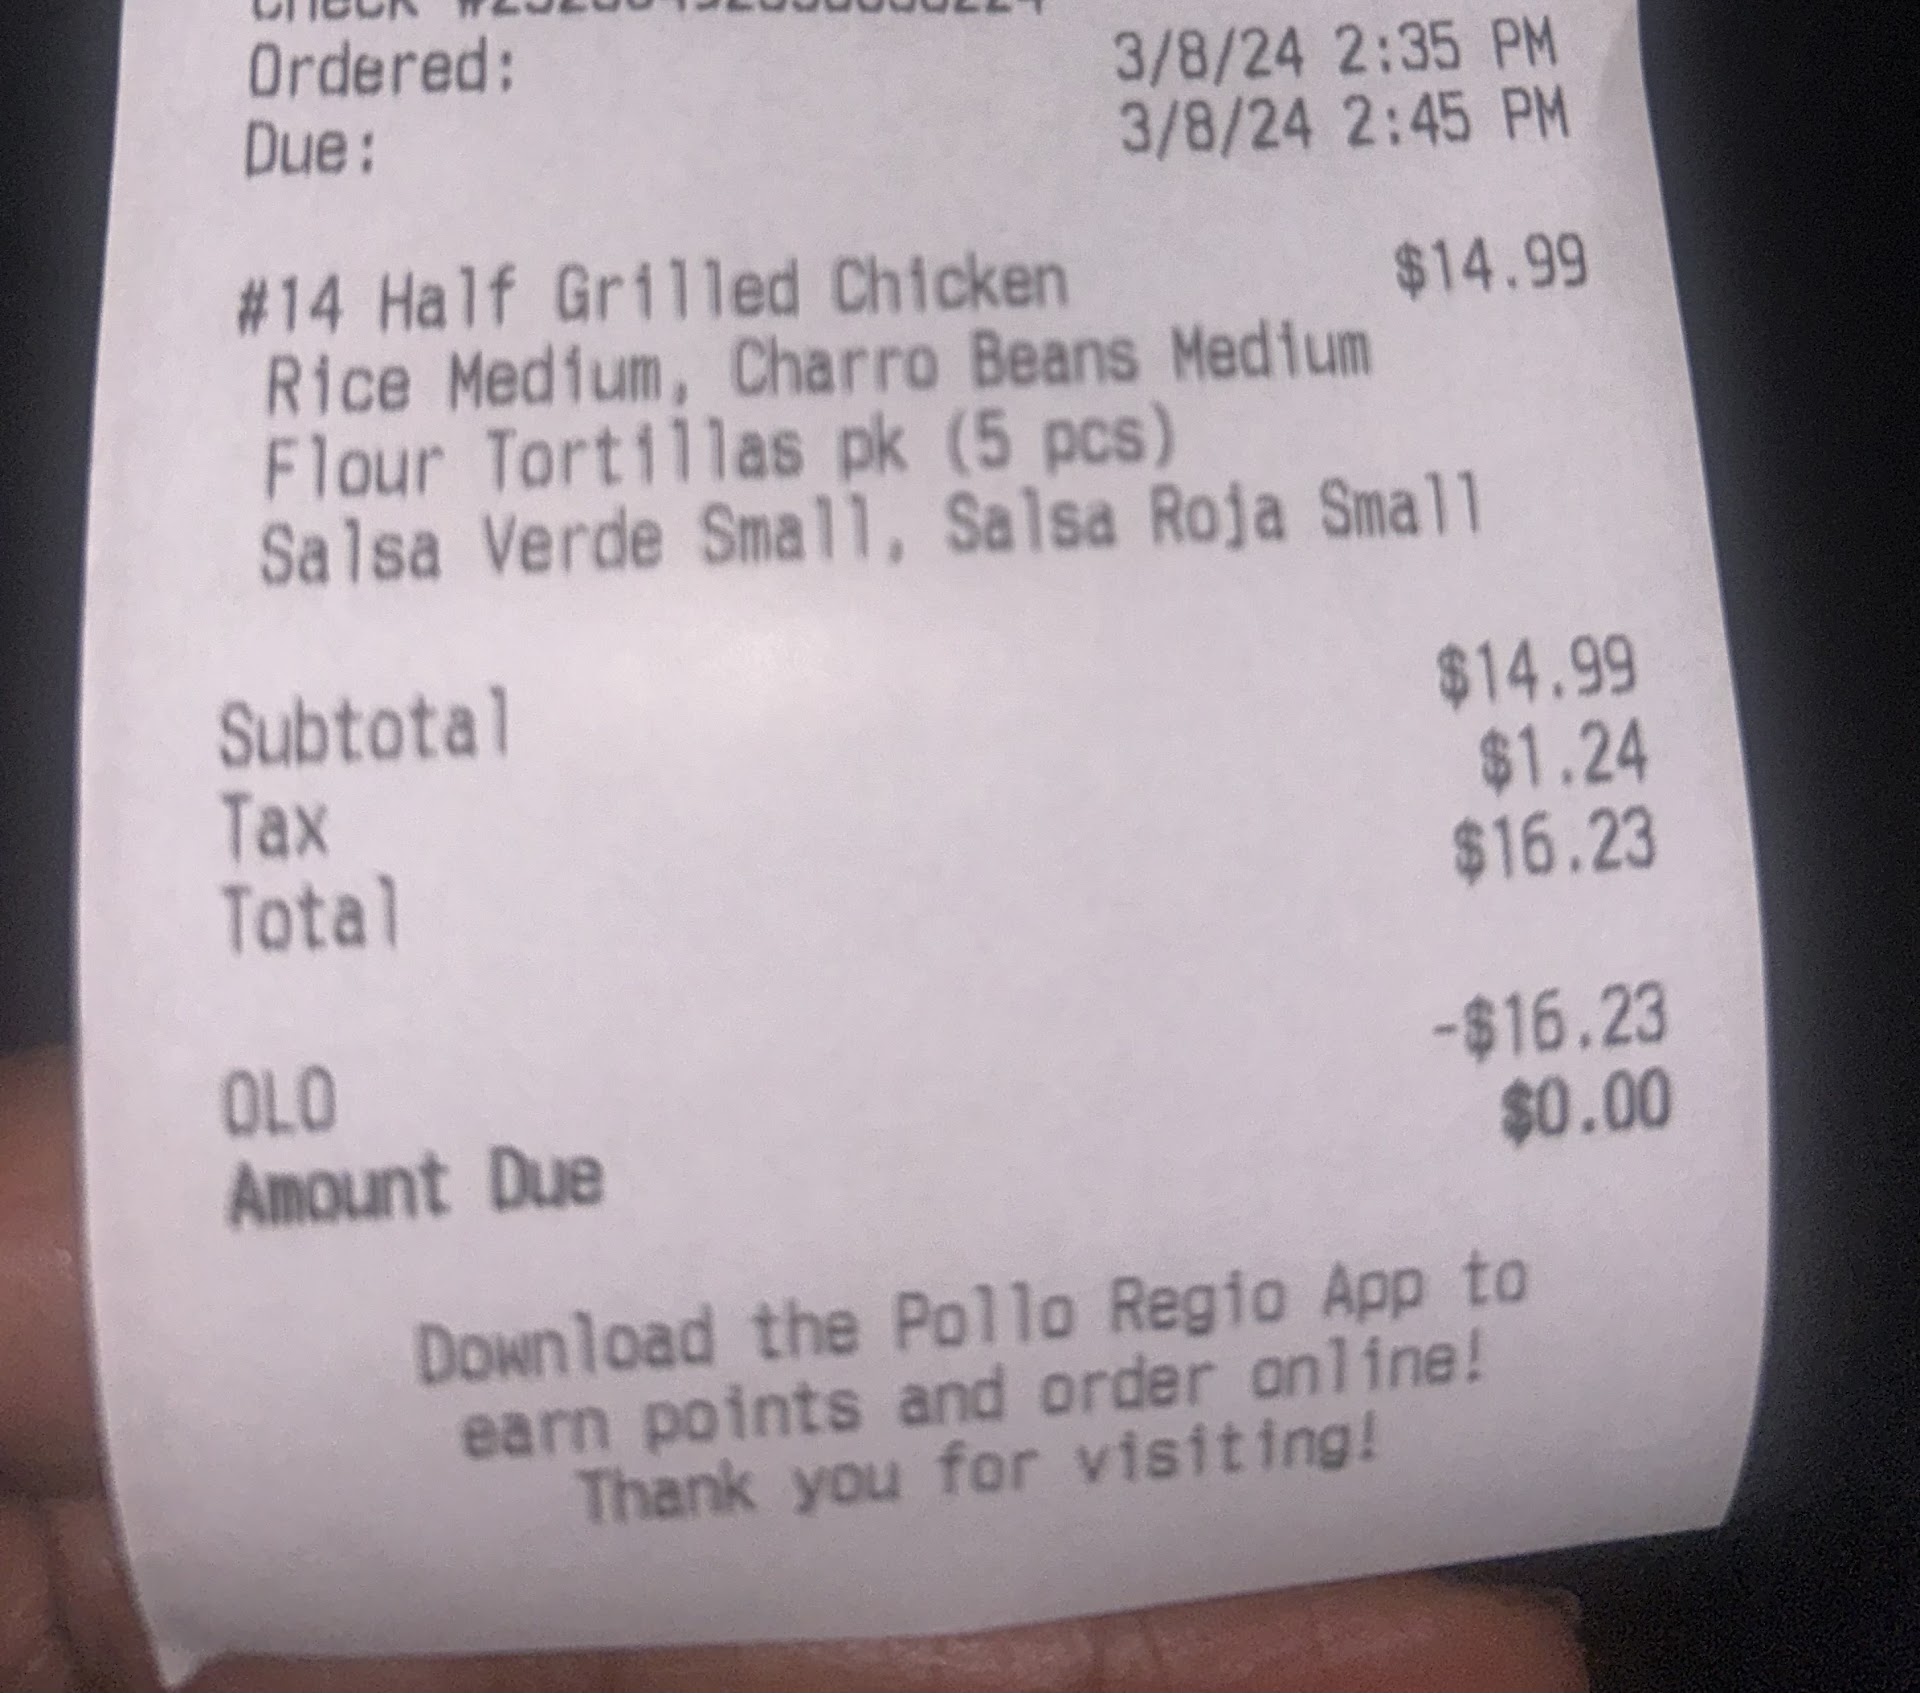 Check
Ordered: 3/8/24 2:35 PM
Due: 3/8/24 2:45 PM
#14 Half Grilled Chicken $14.99
Rice Medium, Charro Beans Medium
Flour Tortillas pk (5 pcs)
Salsa Verde Small, Salsa Roja Small
Subtotal $14.99
Tax $1.24
Total $16.23
OLO -$16.23
Amount Due $0.00
Download the Pollo Regio App to
earn points and order online!
Thank you for visiting!